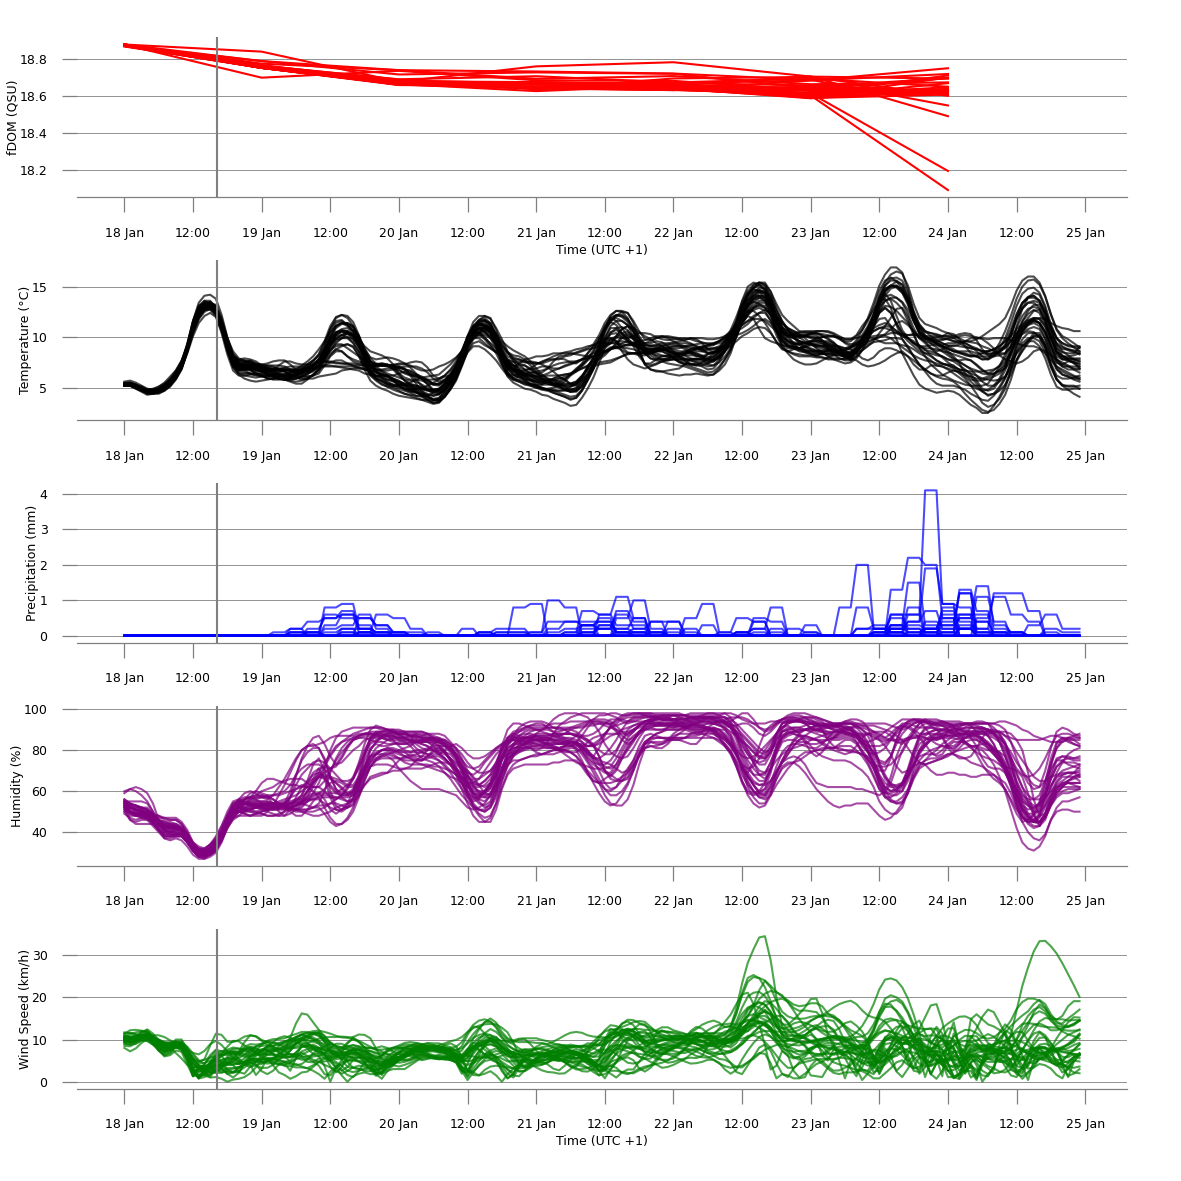 fDOM (QSU)
18.8
18.6
18.4
18.2
18 Jan 12:00 19 Jan 12:00 20 Jan 12:00 21 Jan 12:00 22 Jan 12:00 23 Jan 12:00 24 Jan 12:00 25 Jan
Time (UTC +1)
Temperature (°C)
15
10
5
18 Jan 12:00 19 Jan 12:00 20 Jan 12:00 21 Jan 12:00 22 Jan 12:00 23 Jan 12:00 24 Jan 12:00 25 Jan
Precipitation (mm)
4
3
2
1
0
18 Jan 12:00 19 Jan 12:00 20 Jan 12:00 21 Jan 12:00 22 Jan 12:00 23 Jan 12:00 24 Jan 12:00 25 Jan
Humidity (%)
100
80
60
40
18 Jan 12:00 19 Jan 12:00 20 Jan 12:00 21 Jan 12:00 22 Jan 12:00 23 Jan 12:00 24 Jan 12:00 25 Jan
Wind Speed (km/h)
30
20
10
0
18 Jan 12:00 19 Jan 12:00 20 Jan 12:00 21 Jan 12:00 22 Jan 12:00 23 Jan 12:00 24 Jan 12:00 25 Jan
Time (UTC +1)